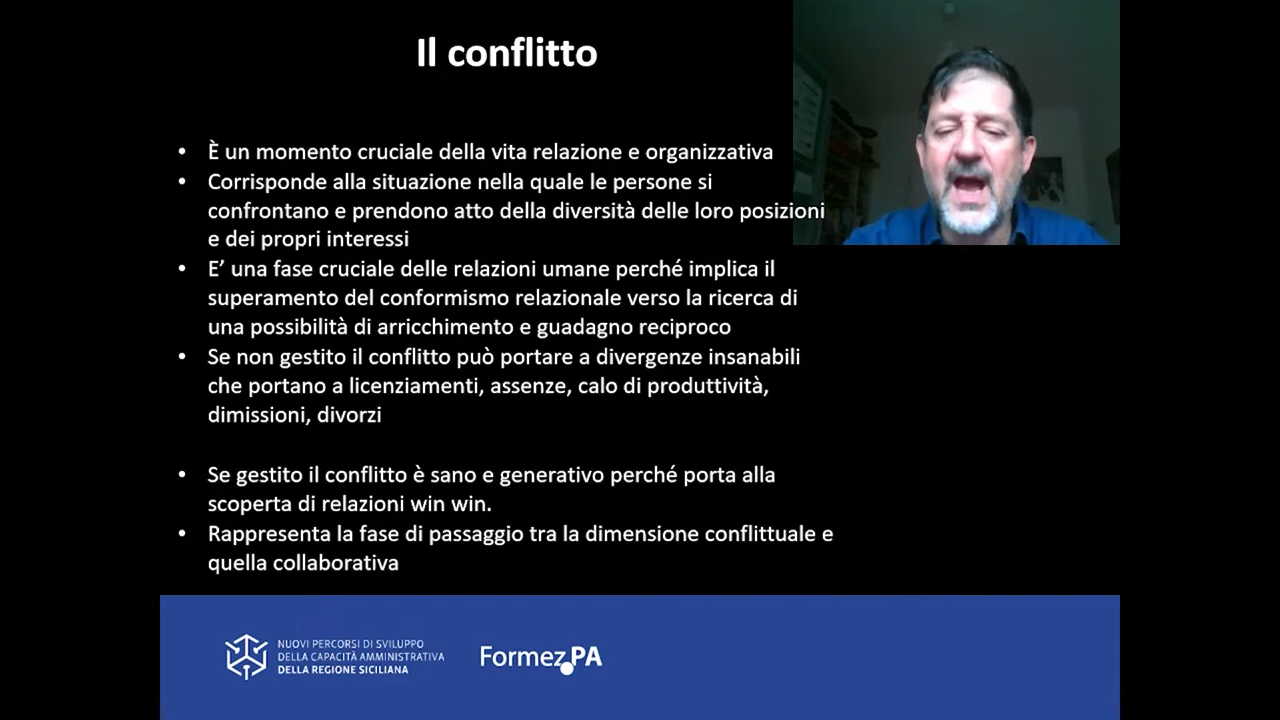 Il conflitto
• È un momento cruciale della vita relazione e organizzativa
• Corrisponde alla situazione nella quale le persone si
confrontano e prendono atto della diversità delle loro posizioni
e dei propri interessi
• E’ una fase cruciale delle relazioni umane perché implica il
superamento del conformismo relazionale verso la ricerca di
una possibilità di arricchimento e guadagno reciproco
• Se non gestito il conflitto può portare a divergenze insanabili
che portano a licenziamenti, assenze, calo di produttività,
dimissioni, divorzi
• Se gestito il conflitto è sano e generativo perché porta alla
scoperta di relazioni win win.
• Rappresenta la fase di passaggio tra la dimensione conflittuale e
quella collaborativa
NUOVI PERCORSI DI SVILUPPO
DELLA CAPACITÀ AMMINISTRATIVA
DELLA REGIONE SICILIANA
Formez PA